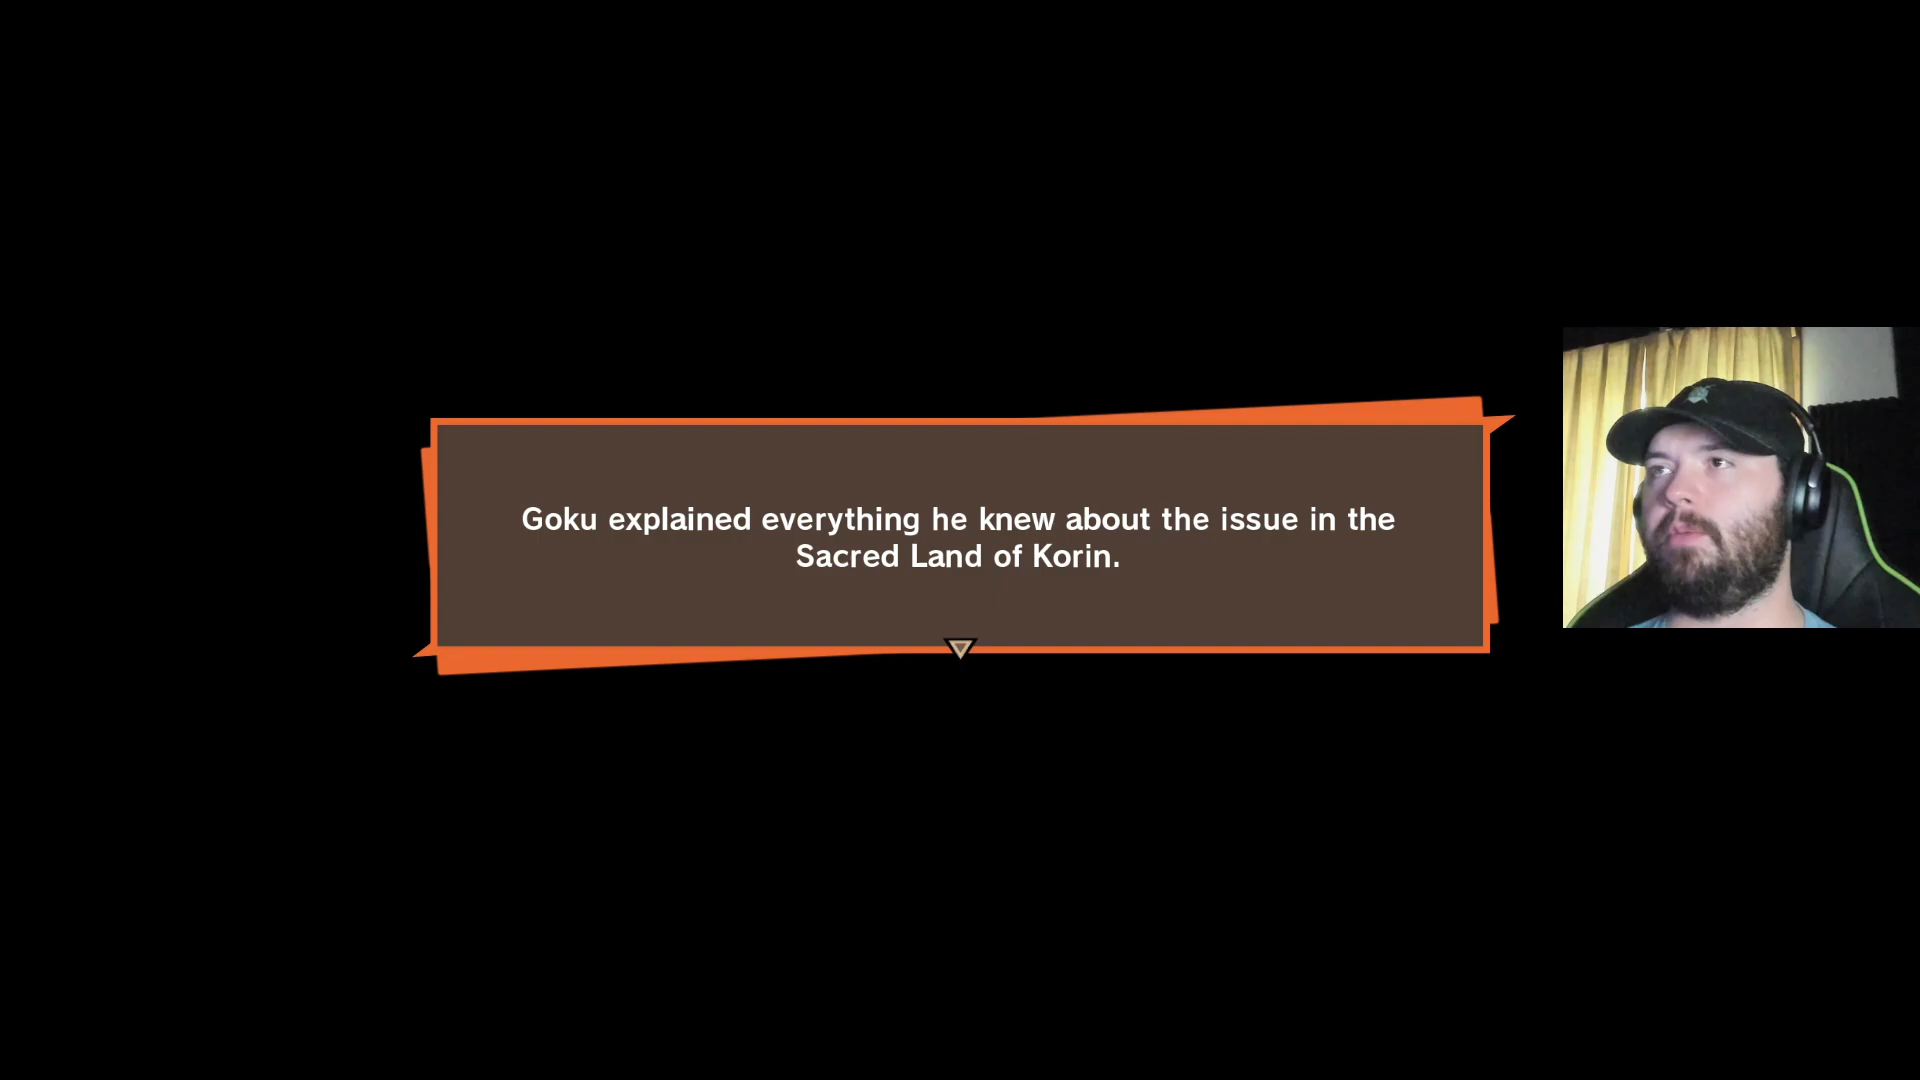 Goku explained everything he knew about the issue in the
Sacred Land of Korin.